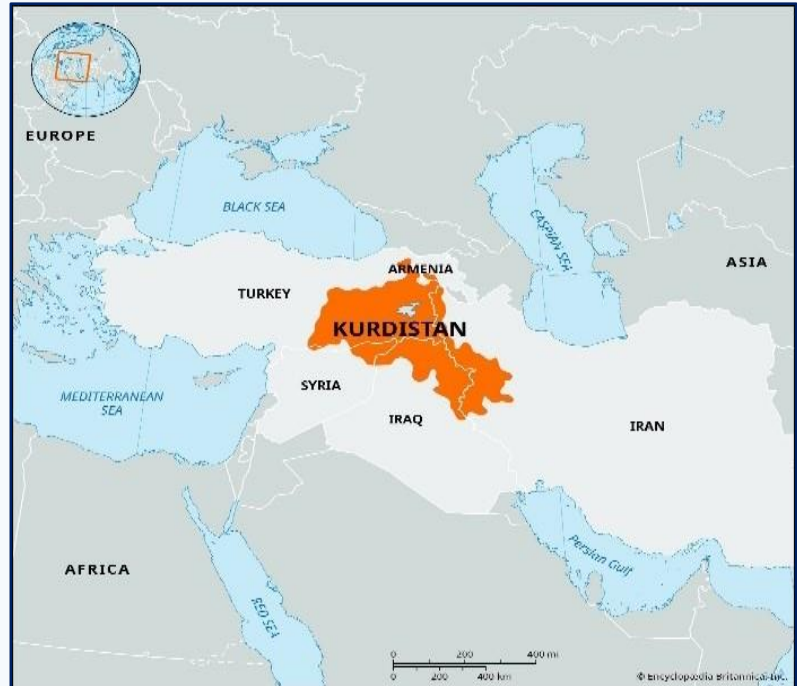 EUROPE
BLACK SEA
CASPIAN SEA
ASIA
ARMENIA
TURKEY
KURDISTAN
MEDITERRANEAN
SEA
SYRIA
IRAQ
IRAN
AFRICA
RED SEA
Persian Gulf
0 200 400 mi
0 200 400 km
© Encyclopædia Britannica, Inc.